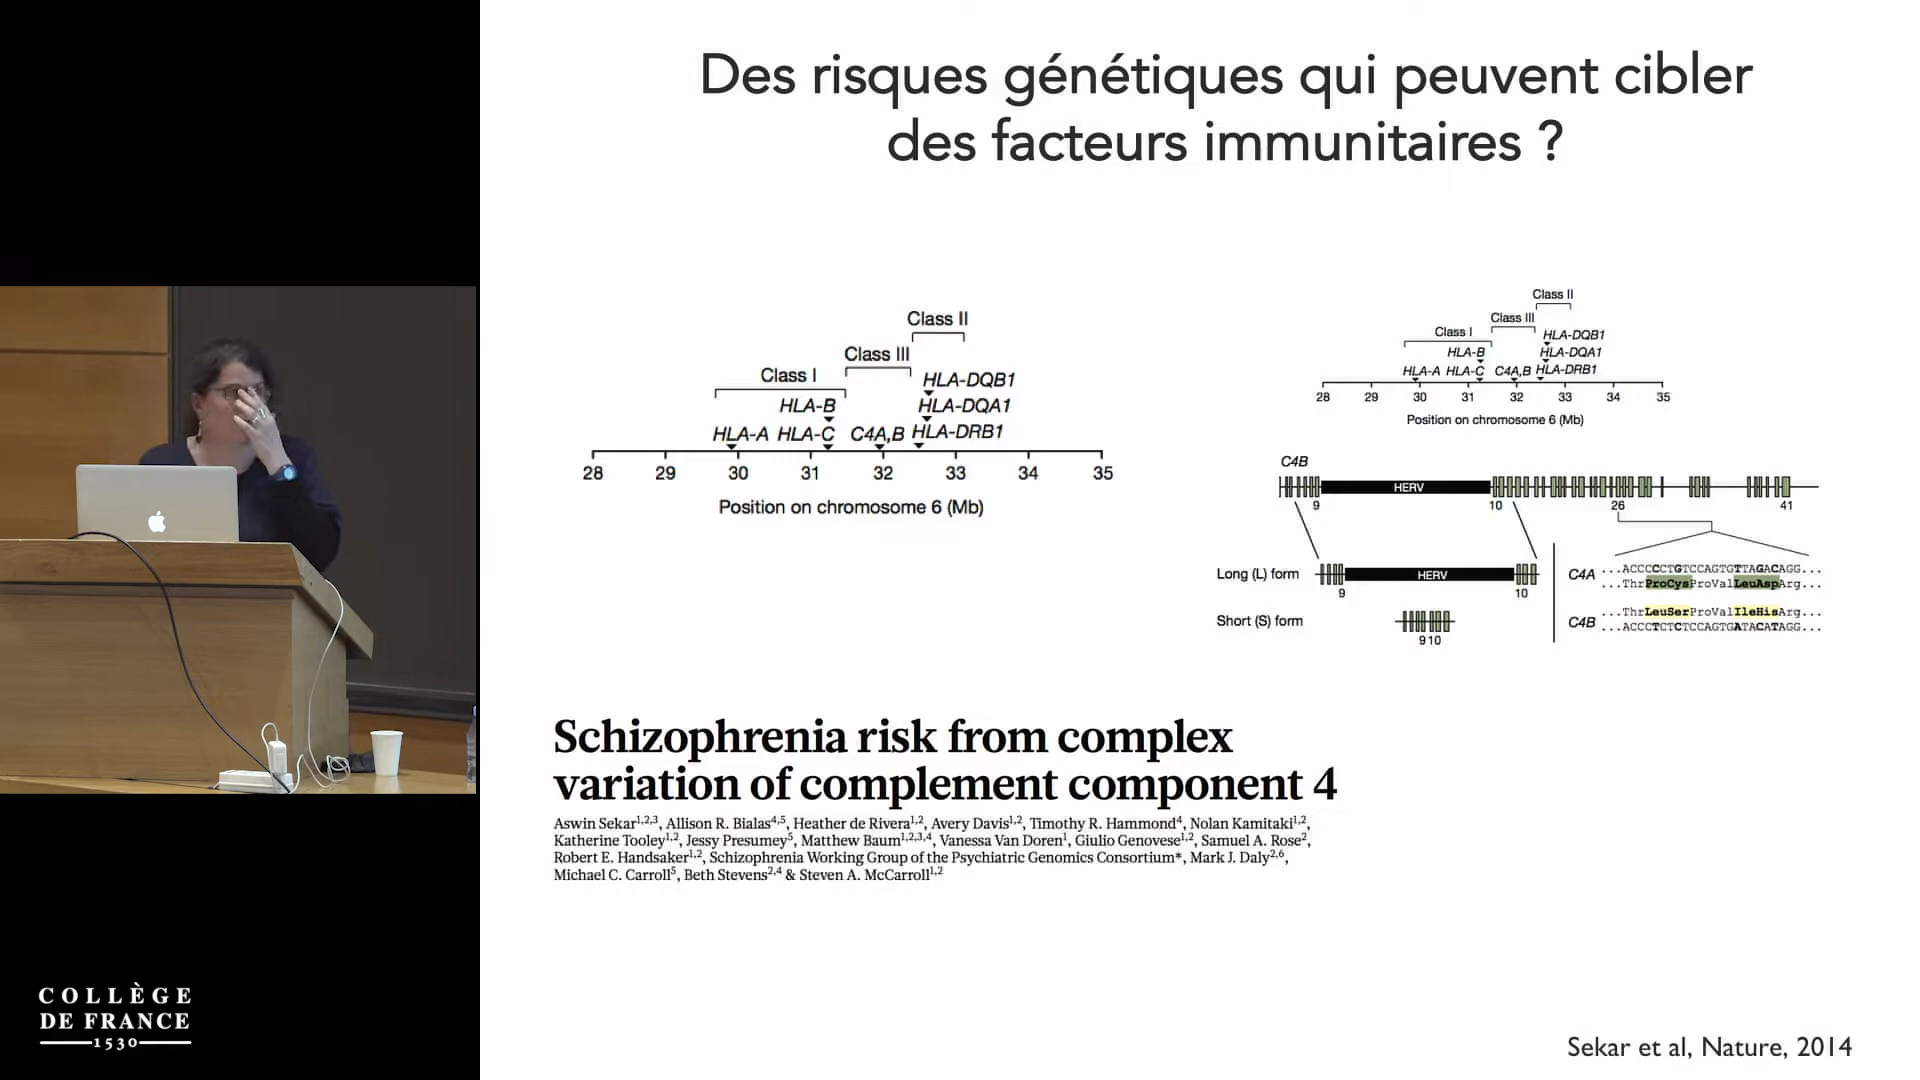 Des risques génétiques qui peuvent cibler
des facteurs immunitaires ?
Class II
Class III
Class I
HLA-DQB1
HLA-B HLA-DQA1
HLA-A HLA-C C4A,B HLA-DRB1
28 29 30 31 32 33 34 35
Position on chromosome 6 (Mb)
Class II
Class III
Class I HLA-DQB1
HLA-B HLA-DQA1
HLA-A HLA-C C4A,B HLA-DRB1
28 29 30 31 32 33 34 35
Position on chromosome 6 (Mb)
C4B
HERV
9 10 26 41
Long (L) form HERV
9 10
Short (S) form
9 10
C4A ...ACCCCCTGTCCAGTGTTAGACAGG...
...ThrProCysProValLeuAspArg...
...ThrLeuSerProValIleHisArg...
C4B ...ACCCTCTCTCCAGTGATACATAGG...
Schizophrenia risk from complex
variation of complement component 4
Aswin Sekar1,2,3, Allison R. Bialas4,5, Heather de Rivera1,2, Avery Davis1,2, Timothy R. Hammond4, Nolan Kamitaki1,2,
Katherine Tooley1,2, Jessy Presumey5, Matthew Baum1,2,3,4, Vanessa Van Doren1, Giulio Genovese1,2, Samuel A. Rose2,
Robert E. Handsaker1,2, Schizophrenia Working Group of the Psychiatric Genomics Consortium*, Mark J. Daly2,6,
Michael C. Carroll5, Beth Stevens2,4 & Steven A. McCarroll1,2
COLLÈGE
DE FRANCE
1530
Sekar et al, Nature, 2014